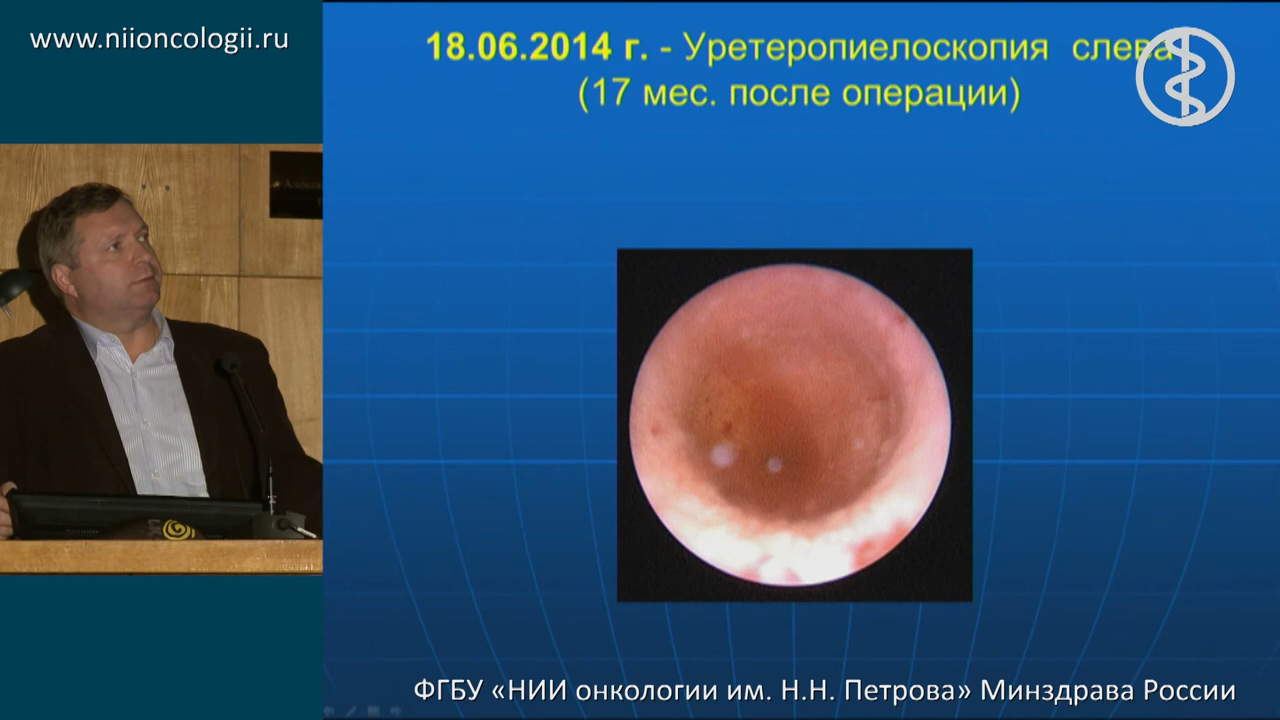 www.niioncologii.ru
18.06.2014 г. - Уретеропиелоскопия слева
(17 мес. после операции)
ФГБУ «НИИ онкологии им. Н.Н. Петрова» Минздрава России